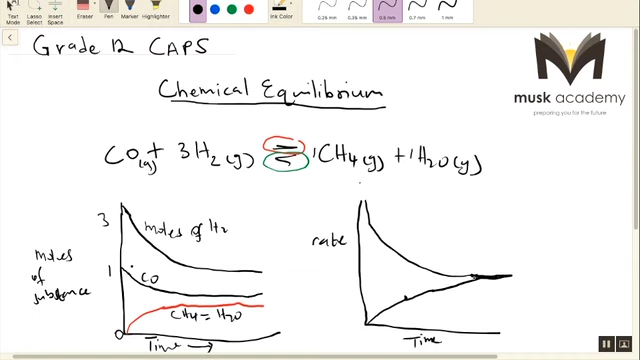 Text Mode
Lasso Select
Insert Space
Eraser
Pen
Highlighter
Ink Color
0.25 mm
0.35 mm
0.5 mm
0.7 mm
1 mm
Grade 12 CAPS
musk academy
preparing you for the future
Chemical Equilibrium
CO(g) + 3H2(g) ⇌ 1CH4(g) + 1H2O(g)
3
moles of H2
rate
Moles of substance
1
CO
CH4 = H2O
0
Time →
Time